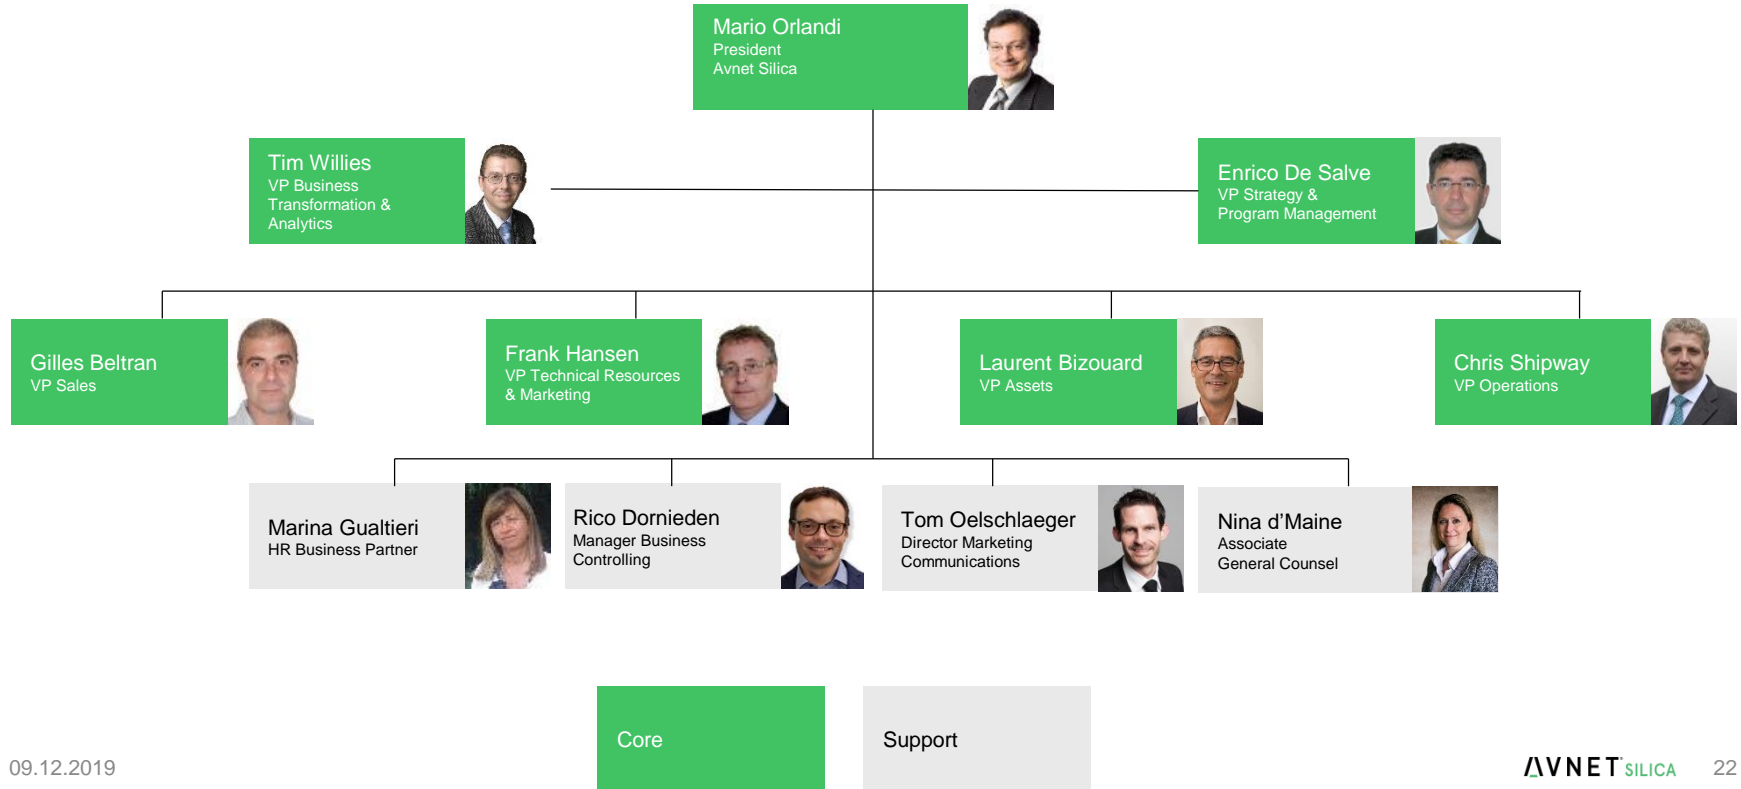 Mario Orlandi
President
Avnet Silica
Tim Willies
VP Business
Transformation &
Analytics
Enrico De Salve
VP Strategy &
Program Management
Gilles Beltran
VP Sales
Frank Hansen
VP Technical Resources
& Marketing
Laurent Bizouard
VP Assets
Chris Shipway
VP Operations
Marina Gualtieri
HR Business Partner
Rico Dornieden
Manager Business
Controlling
Tom Oelschlaeger
Director Marketing
Communications
Nina d’Maine
Associate
General Counsel
Core
Support
09.12.2019
AVNET SILICA
22